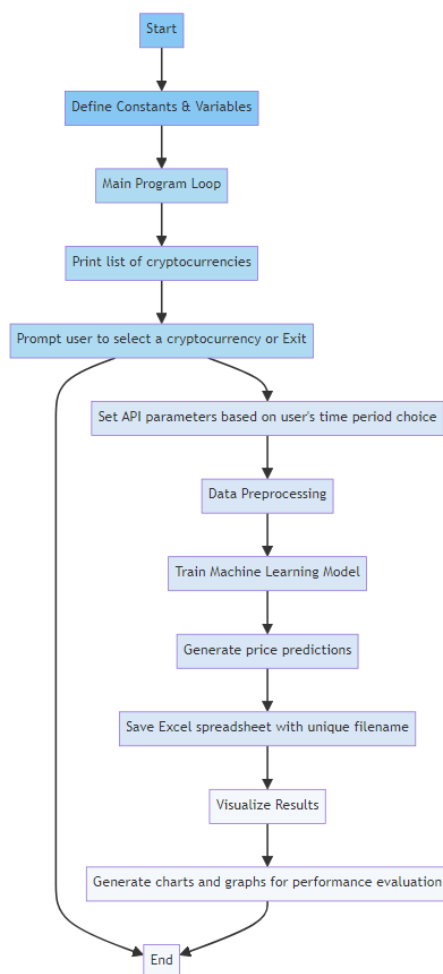 Start
Define Constants & Variables
Main Program Loop
Print list of cryptocurrencies
Prompt user to select a cryptocurrency or Exit
Set API parameters based on user's time period choice
Data Preprocessing
Train Machine Learning Model
Generate price predictions
Save Excel spreadsheet with unique filename
Visualize Results
Generate charts and graphs for performance evaluation
End